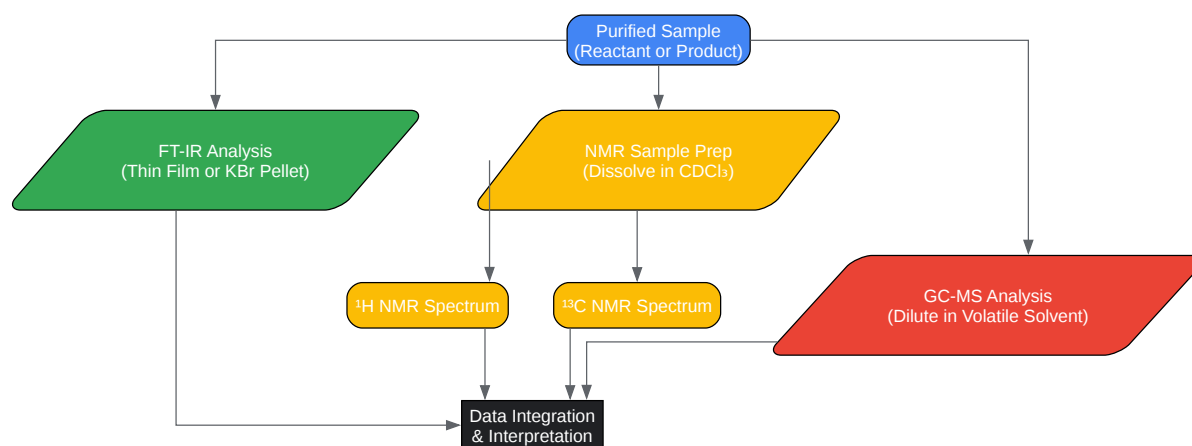 Purified Sample
(Reactant or Product)
FT-IR Analysis
(Thin Film or KBr Pellet)
NMR Sample Prep
(Dissolve in CDCl₃)
GC-MS Analysis
(Dilute in Volatile Solvent)
¹H NMR Spectrum
¹³C NMR Spectrum
Data Integration
& Interpretation